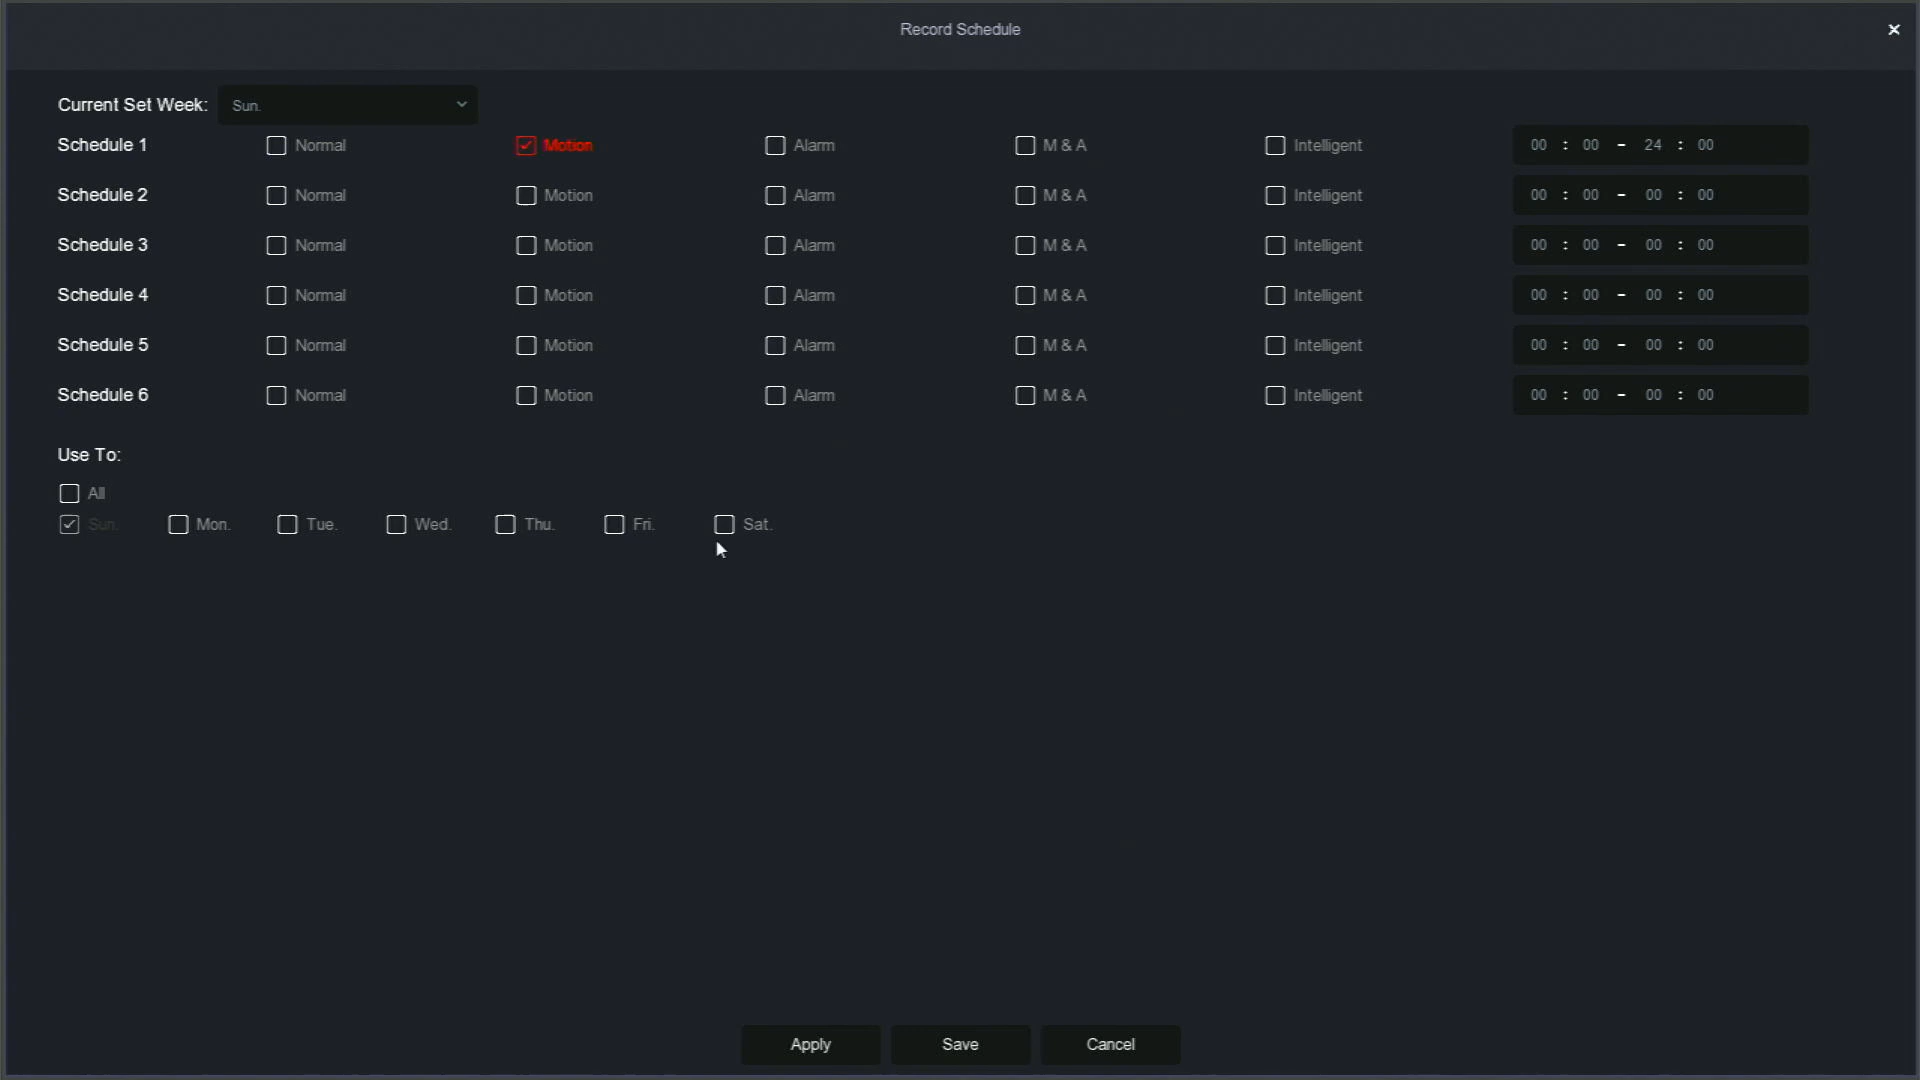 Record Schedule
Current Set Week: Sun.
Schedule 1 Normal Motion Alarm M & A Intelligent 00 : 00 - 24 : 00
Schedule 2 Normal Motion Alarm M & A Intelligent 00 : 00 - 00 : 00
Schedule 3 Normal Motion Alarm M & A Intelligent 00 : 00 - 00 : 00
Schedule 4 Normal Motion Alarm M & A Intelligent 00 : 00 - 00 : 00
Schedule 5 Normal Motion Alarm M & A Intelligent 00 : 00 - 00 : 00
Schedule 6 Normal Motion Alarm M & A Intelligent 00 : 00 - 00 : 00
Use To:
All
Sun. Mon. Tue. Wed. Thu. Fri. Sat.
Apply Save Cancel